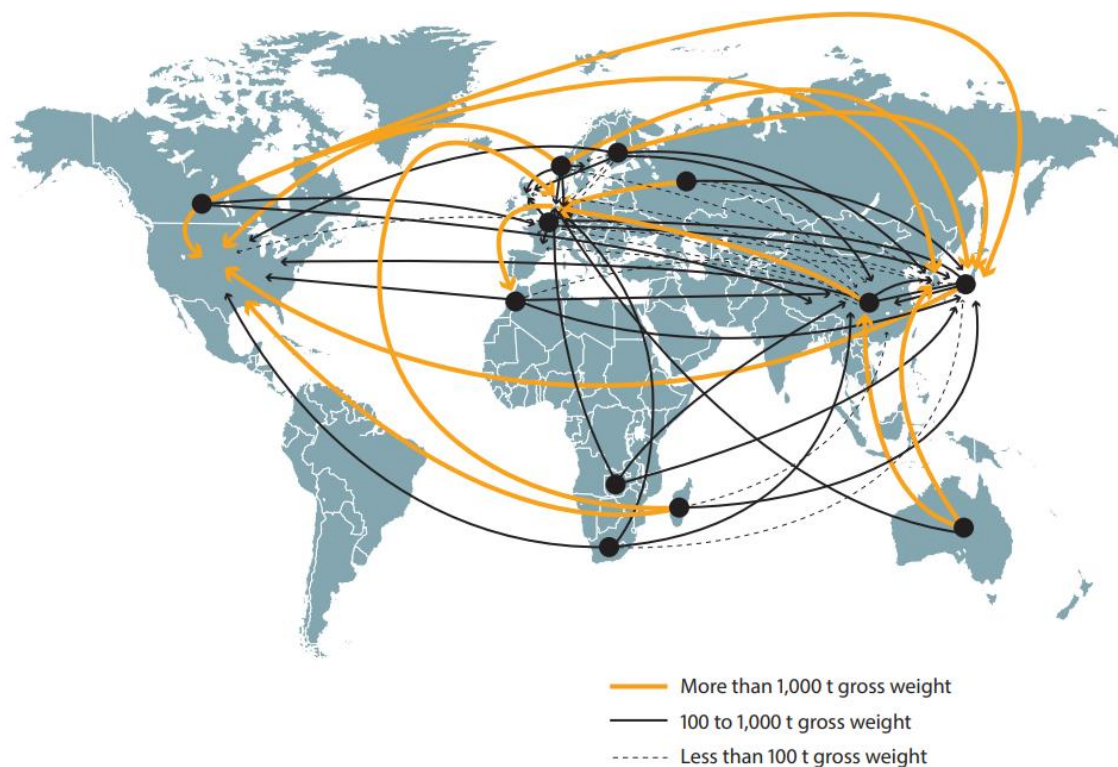 More than 1,000 t gross weight
100 to 1,000 t gross weight
Less than 100 t gross weight